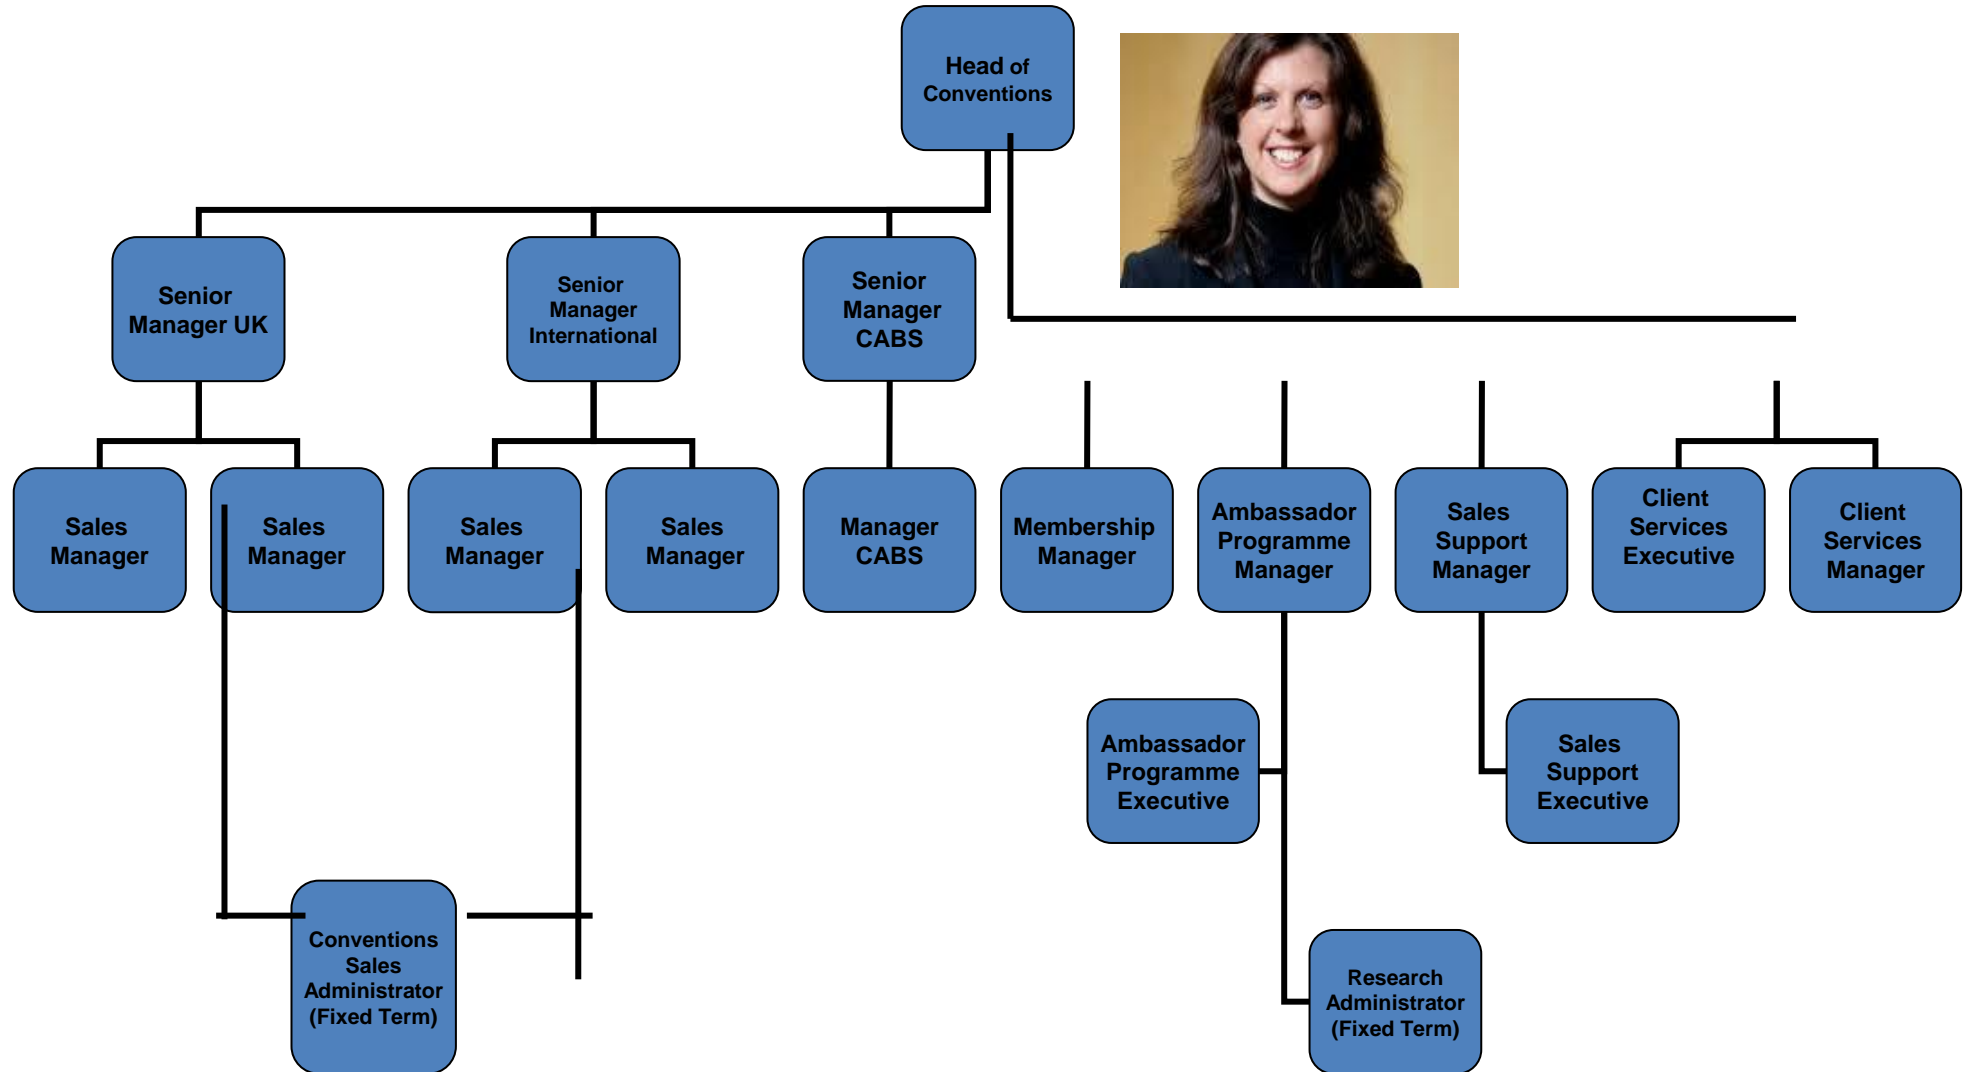 Head of
Conventions
Senior
Manager UK
Senior
Manager
International
Senior
Manager
CABS
Sales
Manager
Sales
Manager
Sales
Manager
Sales
Manager
Manager
CABS
Membership
Manager
Ambassador
Programme
Manager
Sales
Support
Manager
Client
Services
Executive
Client
Services
Manager
Ambassador
Programme
Executive
Sales
Support
Executive
Conventions
Sales
Administrator
(Fixed Term)
Research
Administrator
(Fixed Term)